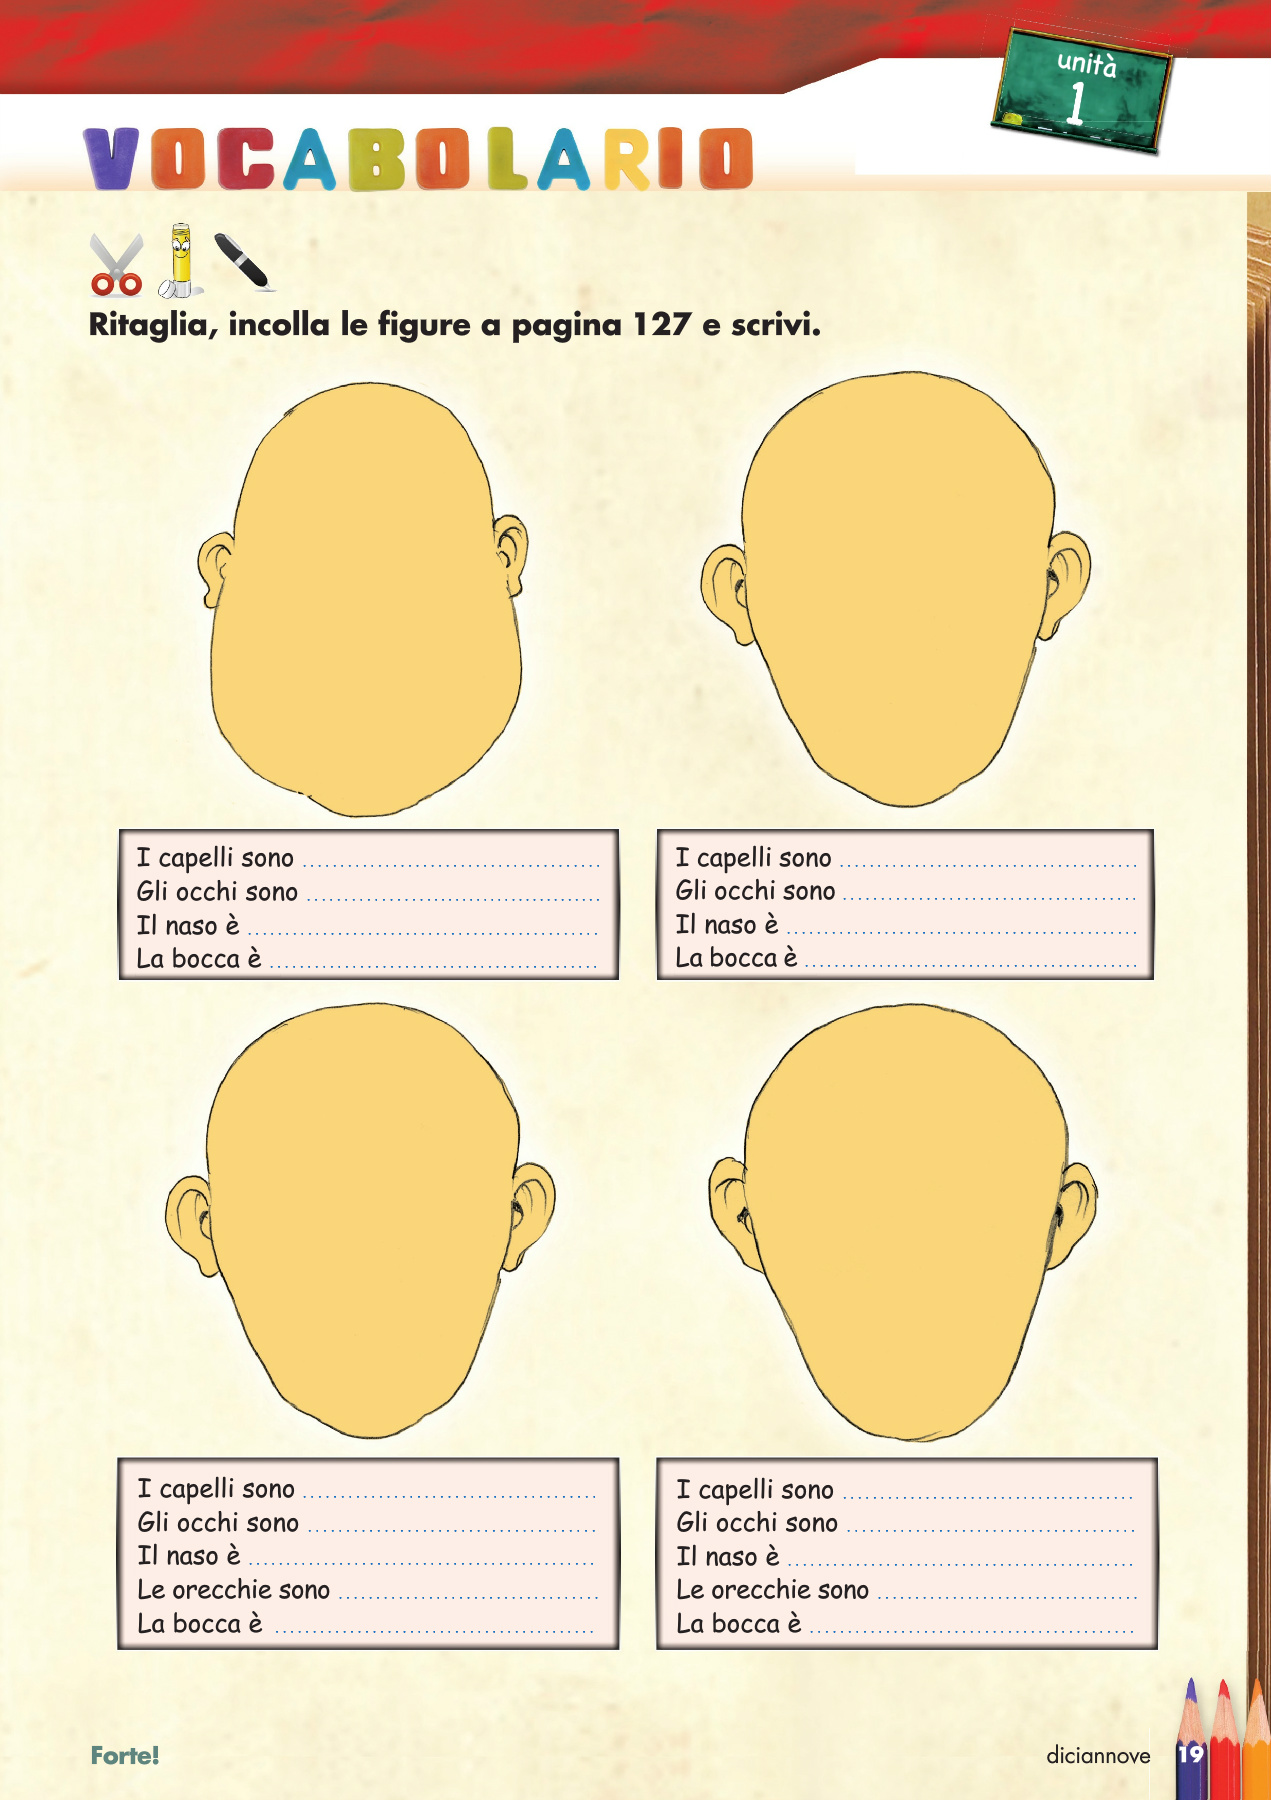 unità
1
VOCABOLARIO
Ritaglia, incolla le figure a pagina 127 e scrivi.
I capelli sono
Gli occhi sono
Il naso è
La bocca è
I capelli sono
Gli occhi sono
Il naso è
La bocca è
I capelli sono
Gli occhi sono
Il naso è
Le orecchie sono
La bocca è
I capelli sono
Gli occhi sono
Il naso è
Le orecchie sono
La bocca è
Forte!
diciannove 19